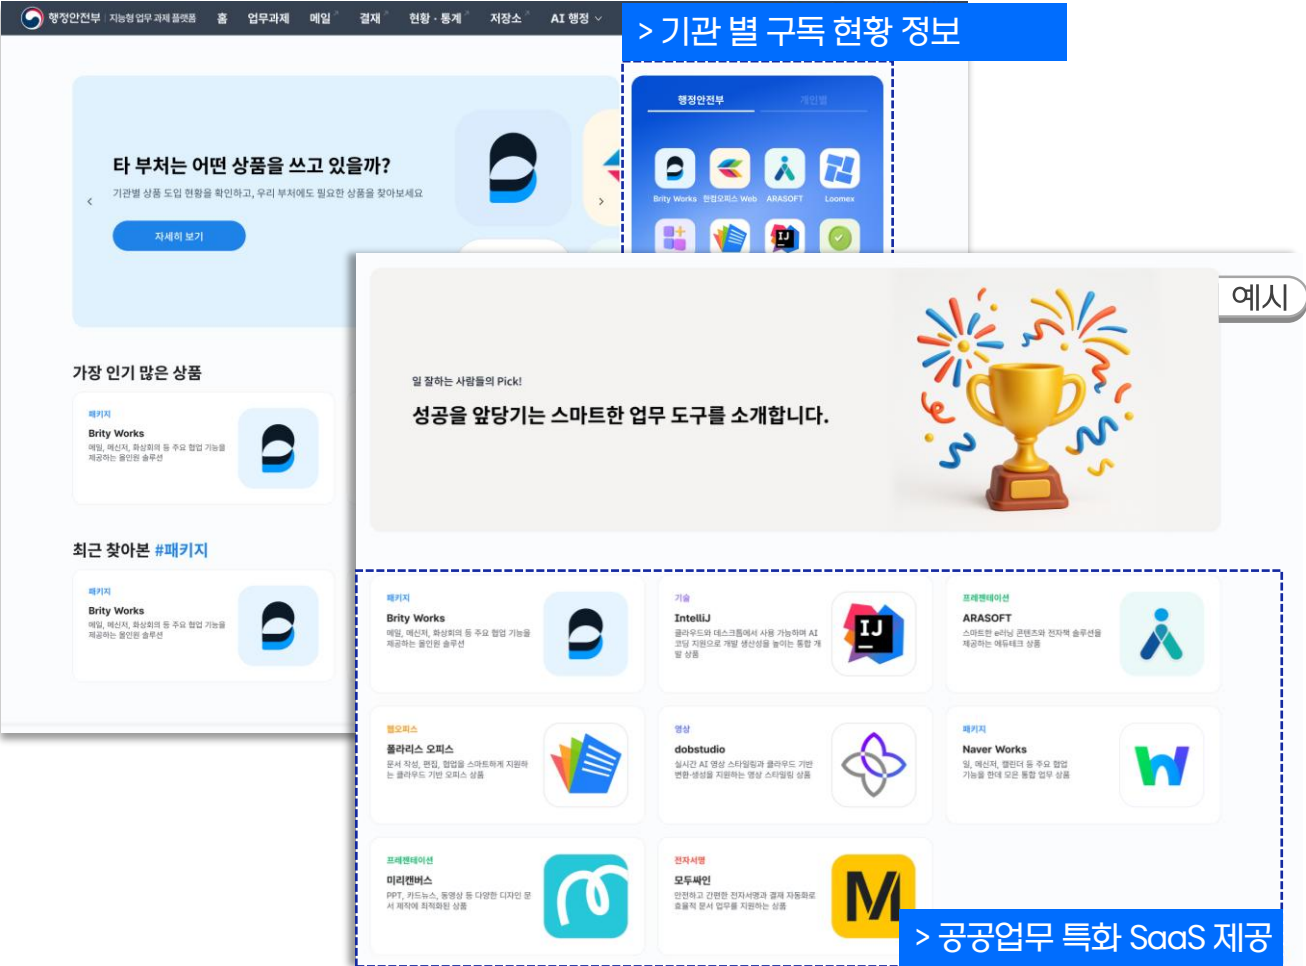 행정안전부 | 지능형 업무 과제 플랫폼 홈 업무과제 메일 결재 현황·통계 저장소 AI 행정
> 기관 별 구독 현황 정보
타 부처는 어떤 상품을 쓰고 있을까?
기관별 상품 도입 현황을 확인하고, 우리 부처에도 필요한 상품을 찾아보세요
자세히 보기
행정안전부 개인별
Brity Works 한컴오피스 Web ARASOFT Loomex
예시
가장 인기 많은 상품
패키지
Brity Works
메일, 메신저, 화상회의 등 주요 협업 기능을
제공하는 올인원 솔루션
최근 찾아본 #패키지
패키지
Brity Works
메일, 메신저, 화상회의 등 주요 협업 기능을
제공하는 올인원 솔루션
일 잘하는 사람들의 Pick!
성공을 앞당기는 스마트한 업무 도구를 소개합니다.
패키지
Brity Works
메일, 메신저, 화상회의 등 주요 협업 기능을
제공하는 올인원 솔루션
기술
IntelliJ
클라우드와 데스크톱에서 사용 가능하며 AI
코딩 지원으로 개발 생산성을 높이는 통합 개
발 상품
IJ
프레젠테이션
ARASOFT
스마트한 e러닝 콘텐츠와 전자책 솔루션을
제공하는 에듀테크 상품
웹오피스
폴라리스 오피스
문서 작성, 편집, 협업을 스마트하게 지원하
는 클라우드 기반 오피스 상품
영상
dobstudio
실시간 AI 영상 스타일링과 클라우드 기반
변환·생성을 지원하는 영상 스타일링 상품
패키지
Naver Works
일, 메신저, 캘린더 등 주요 협업
기능을 한데 모은 통합 업무 상품
프레젠테이션
미리캔버스
PPT, 카드뉴스, 동영상 등 다양한 디자인 문
서 제작에 최적화된 상품
전자서명
모두싸인
안전하고 간편한 전자서명과 결재 자동화로
효율적 문서 업무를 지원하는 상품
> 공공업무 특화 SaaS 제공